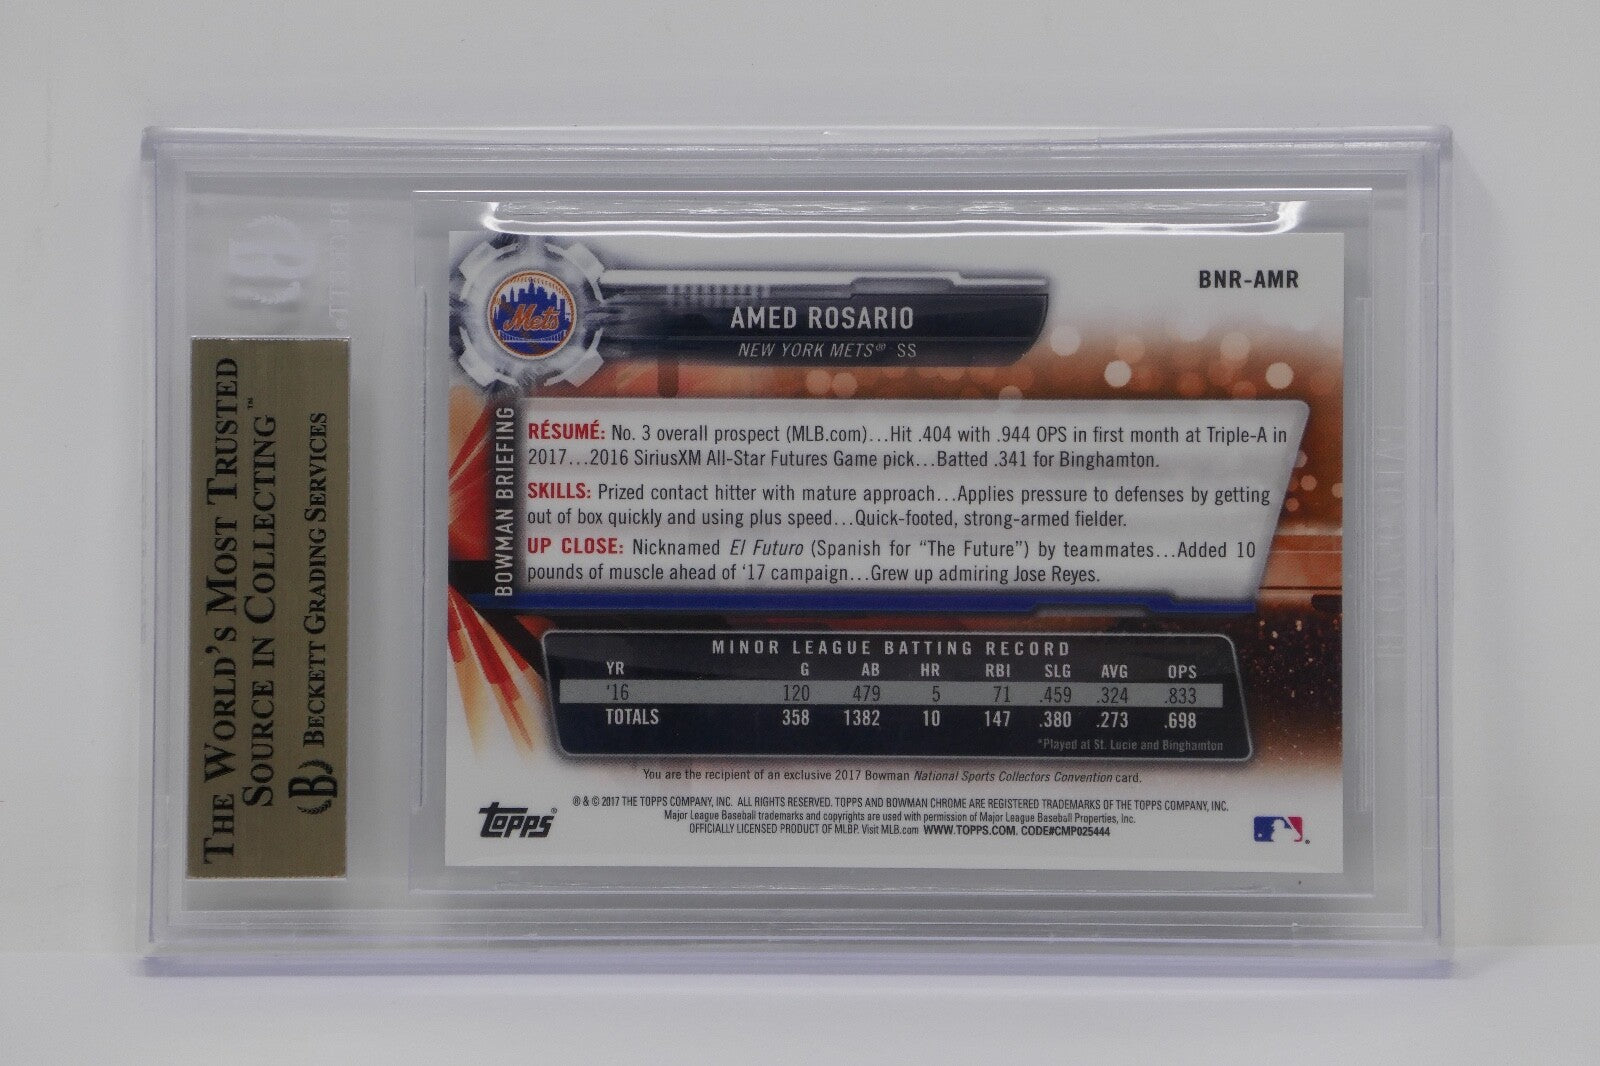 THE WORLD'S MOST TRUSTED
SOURCE IN COLLECTING™
B BECKETT GRADING SERVICES
Mets
AMED ROSARIO
NEW YORK METS® SS
BNR-AMR
BOWMAN BRIEFING
RÉSUMÉ: No. 3 overall prospect (MLB.com)...Hit .404 with .944 OPS in first month at Triple-A in
2017...2016 SiriusXM All-Star Futures Game pick...Batted .341 for Binghamton.
SKILLS: Prized contact hitter with mature approach...Applies pressure to defenses by getting
out of box quickly and using plus speed...Quick-footed, strong-armed fielder.
UP CLOSE: Nicknamed El Futuro (Spanish for “The Future”) by teammates...Added 10
pounds of muscle ahead of ‘17 campaign...Grew up admiring Jose Reyes.
MINOR LEAGUE BATTING RECORD
YR G AB HR RBI SLG AVG OPS
'16 120 479 5 71 .459 .324 .833
TOTALS 358 1382 10 147 .380 .273 .698
*Played at St. Lucie and Binghamton
You are the recipient of an exclusive 2017 Bowman National Sports Collectors Convention card.
® & © 2017 THE TOPPS COMPANY, INC. ALL RIGHTS RESERVED. TOPPS AND BOWMAN CHROME ARE REGISTERED TRADEMARKS OF THE TOPPS COMPANY, INC.
Major League Baseball trademarks and copyrights are used with permission of Major League Baseball Properties, Inc.
OFFICIALLY LICENSED PRODUCT OF MLBP. Visit MLB.com WWW.TOPPS.COM. CODE#CMP025444
Topps®